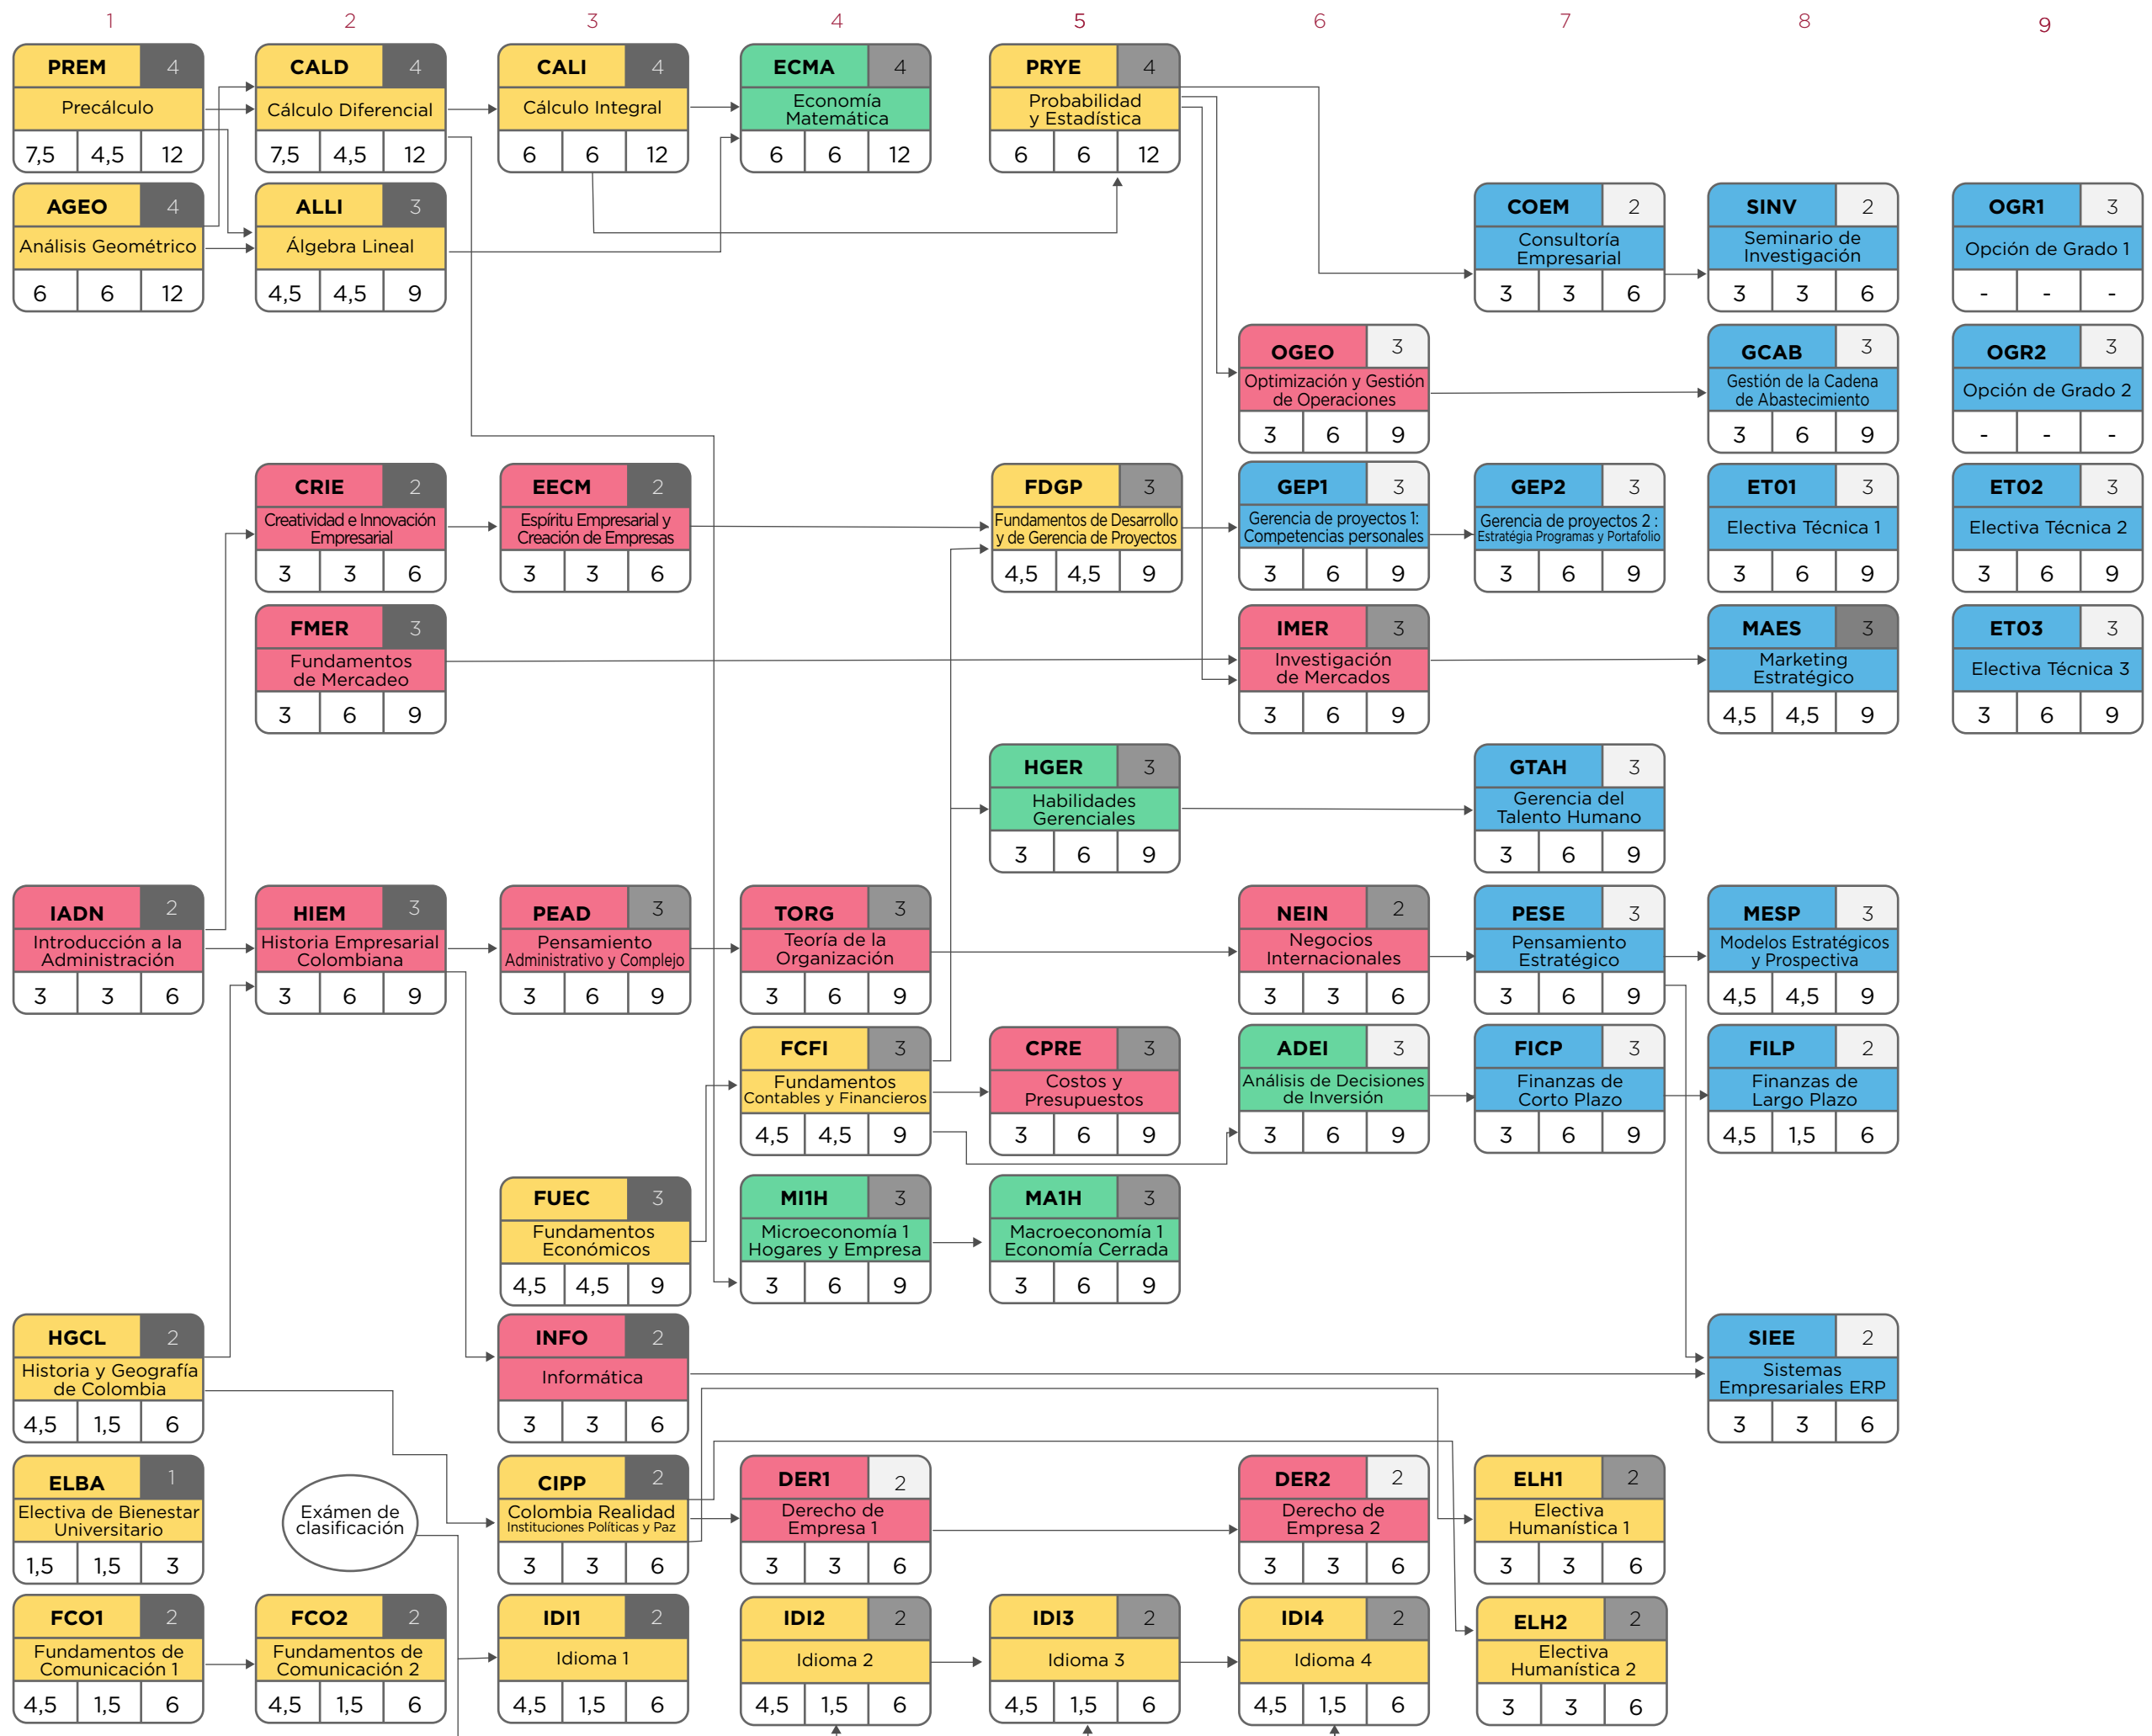 1 2 3 4 5 6 7 8 9
PREM 4
Precálculo
7,5 4,5 12
CALD 4
Cálculo Diferencial
7,5 4,5 12
CALI 4
Cálculo Integral
6 6 12
ECMA 4
Economía
Matemática
6 6 12
PRYE 4
Probabilidad
y Estadística
6 6 12
AGEO 4
Análisis Geométrico
6 6 12
ALLI 3
Álgebra Lineal
4,5 4,5 9
COEM 2
Consultoría
Empresarial
3 3 6
SINV 2
Seminario de
Investigación
3 3 6
OGR1 3
Opción de Grado 1
- - -
OGEO 3
Optimización y Gestión
de Operaciones
3 6 9
GCAB 3
Gestión de la Cadena
de Abastecimiento
3 6 9
OGR2 3
Opción de Grado 2
- - -
CRIE 2
Creatividad e Innovación
Empresarial
3 3 6
EECM 2
Espíritu Empresarial y
Creación de Empresas
3 3 6
FDGP 3
Fundamentos de Desarrollo
y de Gerencia de Proyectos
4,5 4,5 9
GEP1 3
Gerencia de proyectos 1:
Competencias personales
3 6 9
GEP2 3
Gerencia de proyectos 2 :
Estratégia Programas y Portafolio
3 6 9
ET01 3
Electiva Técnica 1
3 6 9
ET02 3
Electiva Técnica 2
3 6 9
FMER 3
Fundamentos
de Mercadeo
3 6 9
IMER 3
Investigación
de Mercados
3 6 9
MAES 3
Marketing
Estratégico
4,5 4,5 9
ET03 3
Electiva Técnica 3
3 6 9
HGER 3
Habilidades
Gerenciales
3 6 9
GTAH 3
Gerencia del
Talento Humano
3 6 9
IADN 2
Introducción a la
Administración
3 3 6
HIEM 3
Historia Empresarial
Colombiana
3 6 9
PEAD 3
Pensamiento
Administrativo y Complejo
3 6 9
TORG 3
Teoría de la
Organización
3 6 9
NEIN 2
Negocios
Internacionales
3 3 6
PESE 3
Pensamiento
Estratégico
3 6 9
MESP 3
Modelos Estratégicos
y Prospectiva
4,5 4,5 9
FCFI 3
Fundamentos
Contables y Financieros
4,5 4,5 9
CPRE 3
Costos y
Presupuestos
3 6 9
ADEI 3
Análisis de Decisiones
de Inversión
3 6 9
FICP 3
Finanzas de
Corto Plazo
3 6 9
FILP 2
Finanzas de
Largo Plazo
4,5 1,5 6
FUEC 3
Fundamentos
Económicos
4,5 4,5 9
MI1H 3
Microeconomía 1
Hogares y Empresa
3 6 9
MA1H 3
Macroeconomía 1
Economía Cerrada
3 6 9
HGCL 2
Historia y Geografía
de Colombia
4,5 1,5 6
INFO 2
Informática
3 3 6
SIEE 2
Sistemas
Empresariales ERP
3 3 6
ELBA 1
Electiva de Bienestar
Universitario
1,5 1,5 3
Exámen de
clasificación
CIPP 2
Colombia Realidad
Instituciones Políticas y Paz
3 3 6
DER1 2
Derecho de
Empresa 1
3 3 6
DER2 2
Derecho de
Empresa 2
3 3 6
ELH1 2
Electiva
Humanística 1
3 3 6
FCO1 2
Fundamentos de
Comunicación 1
4,5 1,5 6
FCO2 2
Fundamentos de
Comunicación 2
4,5 1,5 6
IDI1 2
Idioma 1
4,5 1,5 6
IDI2 2
Idioma 2
4,5 1,5 6
IDI3 2
Idioma 3
4,5 1,5 6
IDI4 2
Idioma 4
4,5 1,5 6
ELH2 2
Electiva
Humanística 2
3 3 6